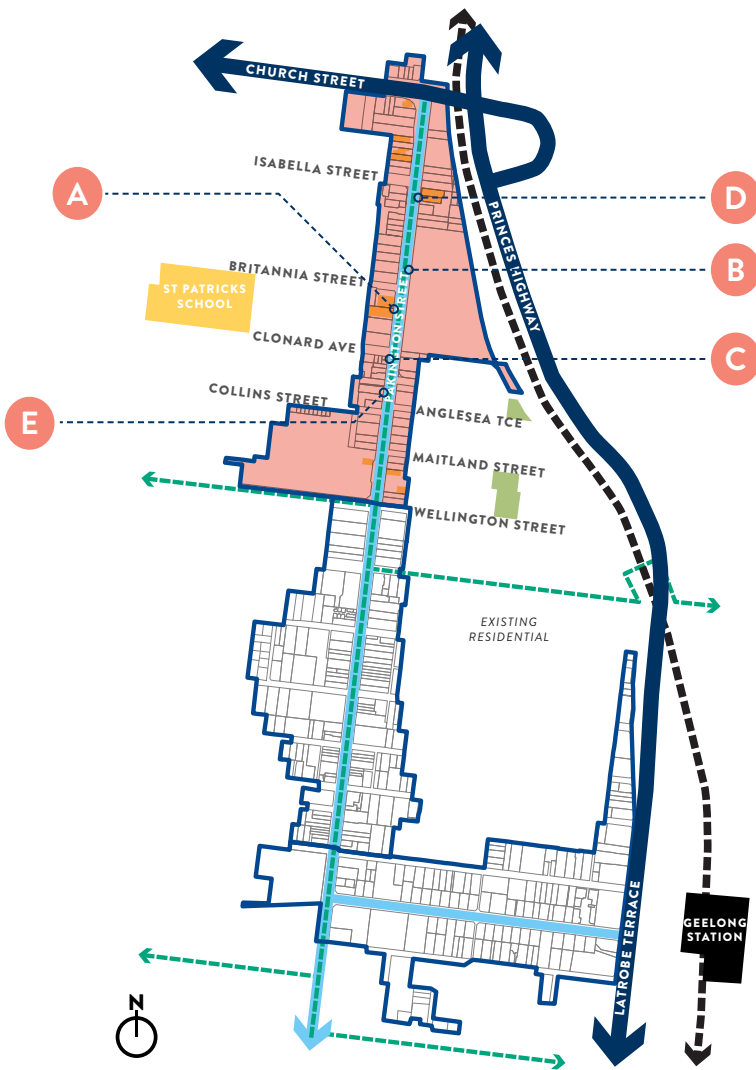 CHURCH STREET
ISABELLA STREET
A
D
PRINCES HIGHWAY
B
BRITANNIA STREET
ST PATRICKS
SCHOOL
PAKINGTON STREET
CLONARD AVE
C
COLLINS STREET
ANGLESEA TCE
E
MAITLAND STREET
WELLINGTON STREET
EXISTING
RESIDENTIAL
LATROBE TERRACE
GEELONG
STATION
N